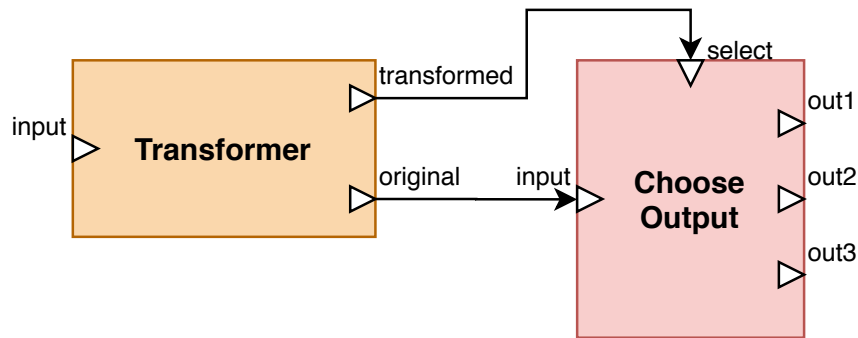 input
Transformer
transformed
original
input
select
Choose
Output
out1
out2
out3